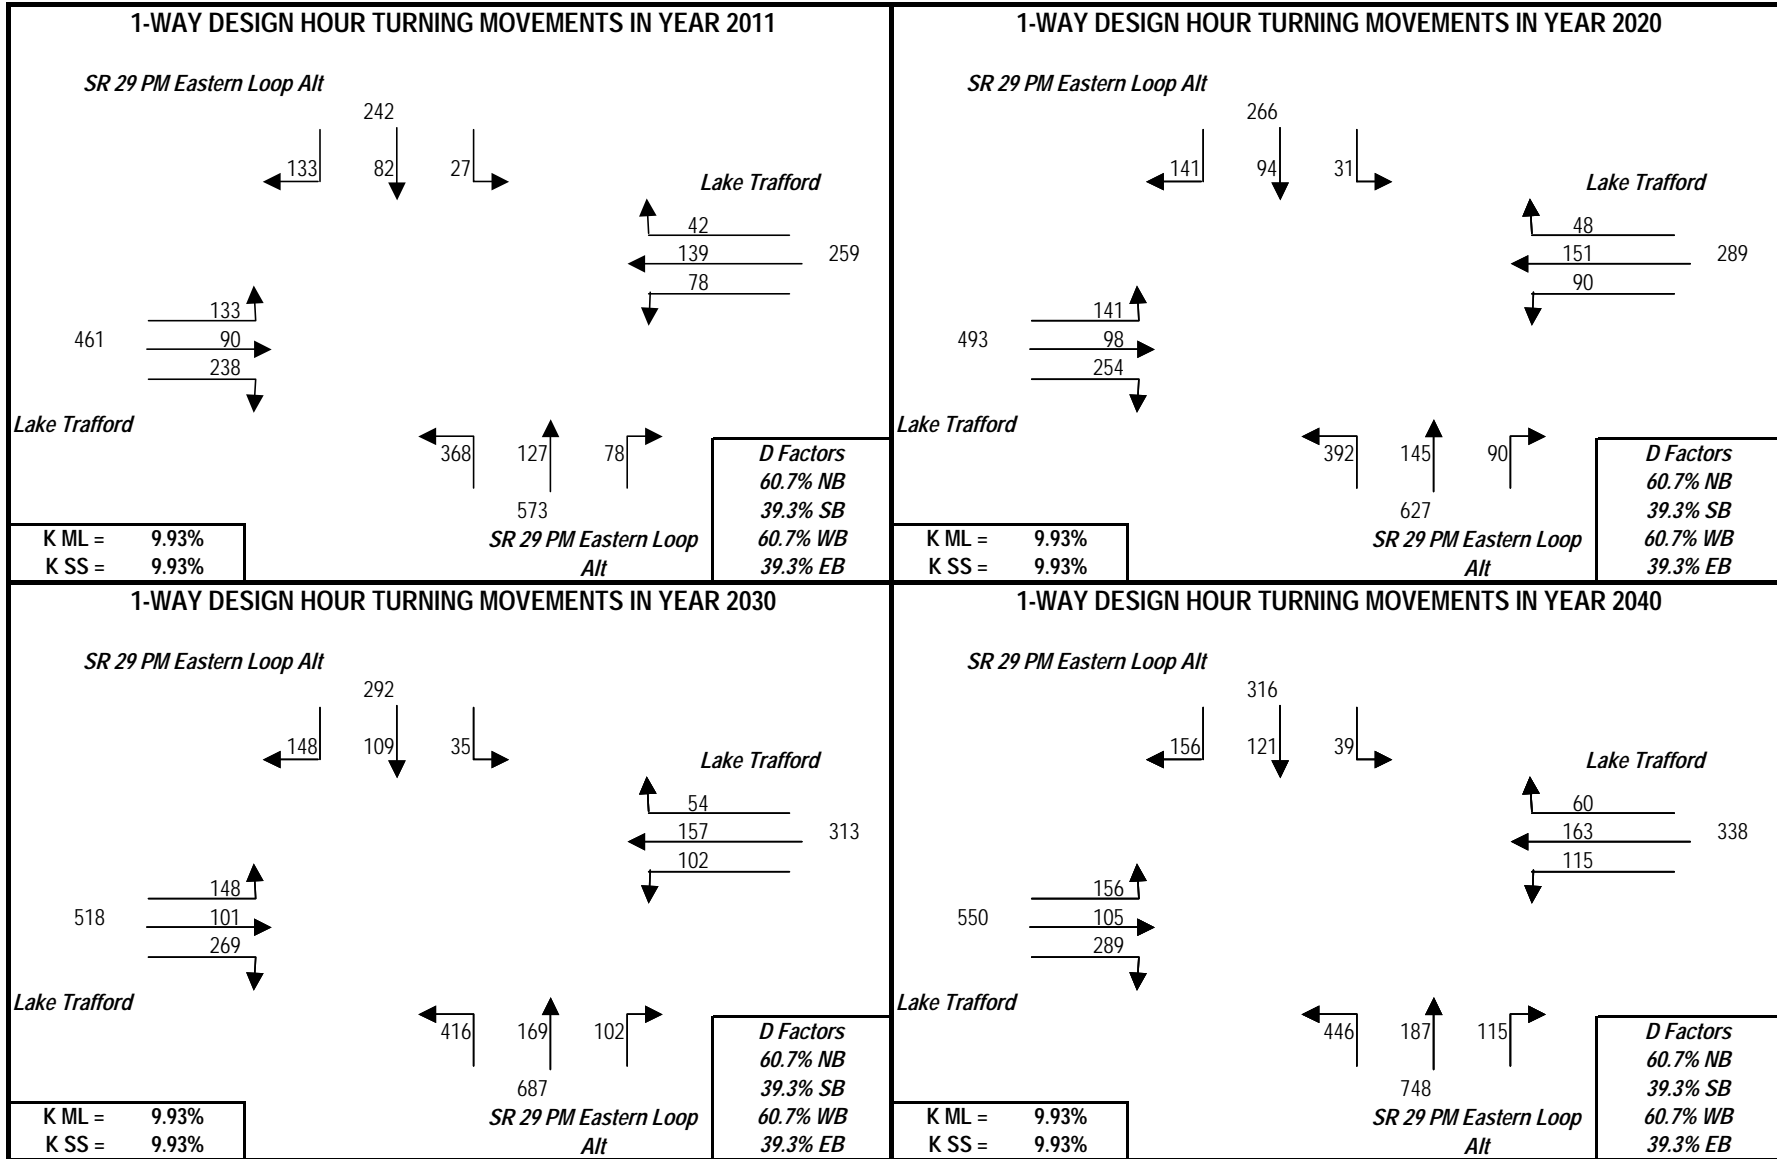 1-WAY DESIGN HOUR TURNING MOVEMENTS IN YEAR 2011
SR 29 PM Eastern Loop Alt
242
133 82 27
Lake Trafford
42
139 259
78
133
461 90
238
Lake Trafford
368 127 78
573
SR 29 PM Eastern Loop
Alt
D Factors
60.7% NB
39.3% SB
60.7% WB
39.3% EB
K ML = 9.93%
K SS = 9.93%
1-WAY DESIGN HOUR TURNING MOVEMENTS IN YEAR 2020
SR 29 PM Eastern Loop Alt
266
141 94 31
Lake Trafford
48
151 289
90
141
493 98
254
Lake Trafford
392 145 90
627
SR 29 PM Eastern Loop
Alt
D Factors
60.7% NB
39.3% SB
60.7% WB
39.3% EB
K ML = 9.93%
K SS = 9.93%
1-WAY DESIGN HOUR TURNING MOVEMENTS IN YEAR 2030
SR 29 PM Eastern Loop Alt
292
148 109 35
Lake Trafford
54
157 313
102
148
518 101
269
Lake Trafford
416 169 102
687
SR 29 PM Eastern Loop
Alt
D Factors
60.7% NB
39.3% SB
60.7% WB
39.3% EB
K ML = 9.93%
K SS = 9.93%
1-WAY DESIGN HOUR TURNING MOVEMENTS IN YEAR 2040
SR 29 PM Eastern Loop Alt
316
156 121 39
Lake Trafford
60
163 338
115
156
550 105
289
Lake Trafford
446 187 115
748
SR 29 PM Eastern Loop
Alt
D Factors
60.7% NB
39.3% SB
60.7% WB
39.3% EB
K ML = 9.93%
K SS = 9.93%